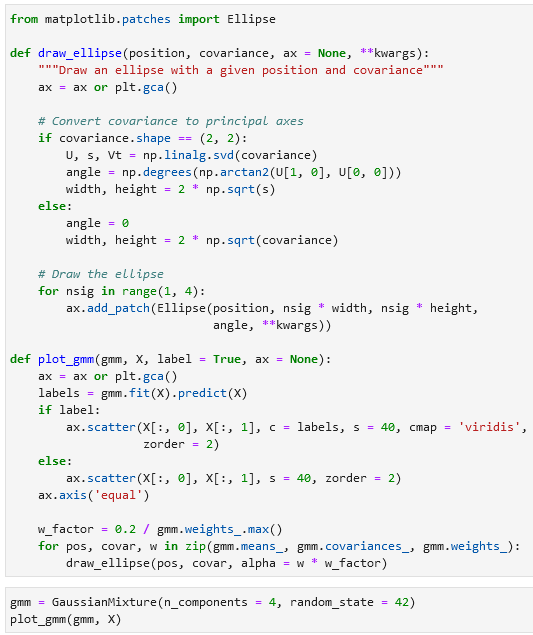 from matplotlib.patches import Ellipse

def draw_ellipse(position, covariance, ax = None, **kwargs):
    """Draw an ellipse with a given position and covariance"""
    ax = ax or plt.gca()

    # Convert covariance to principal axes
    if covariance.shape == (2, 2):
        U, s, Vt = np.linalg.svd(covariance)
        angle = np.degrees(np.arctan2(U[1, 0], U[0, 0]))
        width, height = 2 * np.sqrt(s)
    else:
        angle = 0
        width, height = 2 * np.sqrt(covariance)

    # Draw the ellipse
    for nsig in range(1, 4):
        ax.add_patch(Ellipse(position, nsig * width, nsig * height,
                             angle, **kwargs))

def plot_gmm(gmm, X, label = True, ax = None):
    ax = ax or plt.gca()
    labels = gmm.fit(X).predict(X)
    if label:
        ax.scatter(X[:, 0], X[:, 1], c = labels, s = 40, cmap = 'viridis',
                   zorder = 2)
    else:
        ax.scatter(X[:, 0], X[:, 1], s = 40, zorder = 2)
    ax.axis('equal')

    w_factor = 0.2 / gmm.weights_.max()
    for pos, covar, w in zip(gmm.means_, gmm.covariances_, gmm.weights_):
        draw_ellipse(pos, covar, alpha = w * w_factor)

gmm = GaussianMixture(n_components = 4, random_state = 42)
plot_gmm(gmm, X)